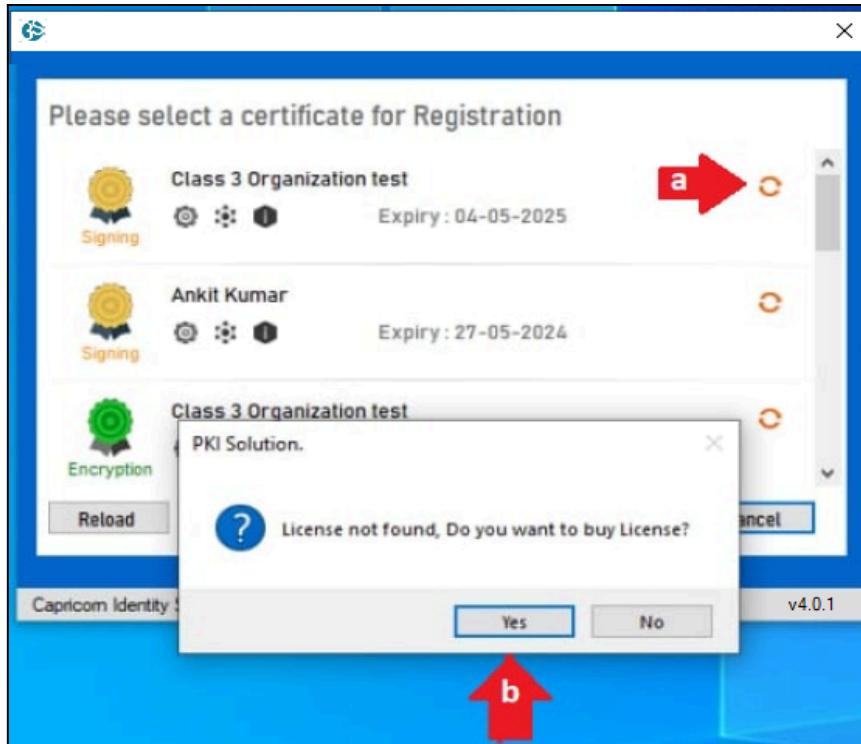 Please select a certificate for Registration
Class 3 Organization test
a
Signing
Expiry : 04-05-2025
Ankit Kumar
Signing
Expiry : 27-05-2024
Class 3 Organization test
Encryption
PKI Solution.
License not found, Do you want to buy License?
Reload
ancel
Capricorn Identity
v4.0.1
Yes
No
b